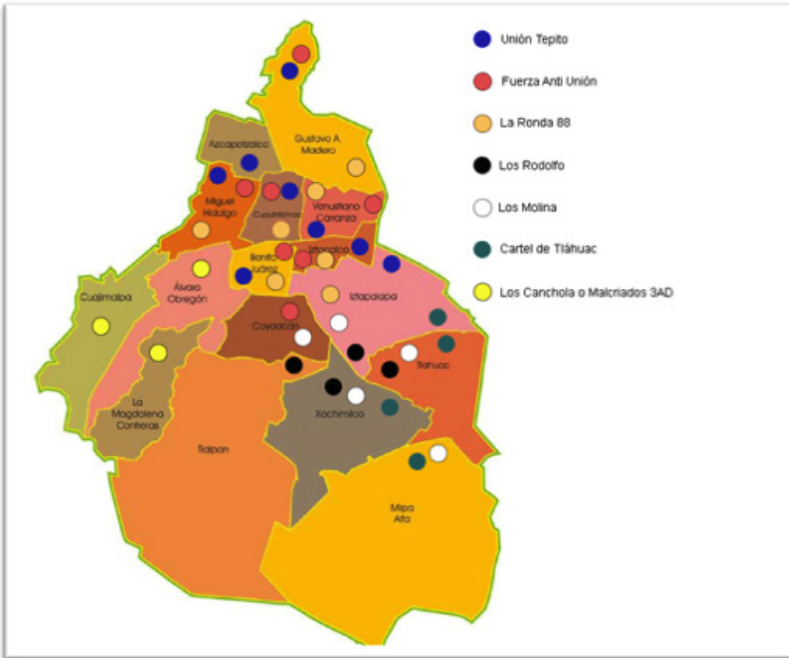 Unión Tepito
Fuerza Anti Unión
La Ronda 88
Los Rodolfo
Los Molina
Cartel de Tláhuac
Los Canchola o Malcriados 3AD
Gustavo A.
Madero
Azcapotzalco
Miguel
Hidalgo
Cuauhtémoc
Venustiano
Carranza
Iztacalco
Benito
Juárez
Cuajimalpa
Álvaro
Obregón
Iztapalapa
Coyoacán
Tlahuac
La
Magdalena
Contreras
Xochimilco
Tlalpan
Milpa
Alta